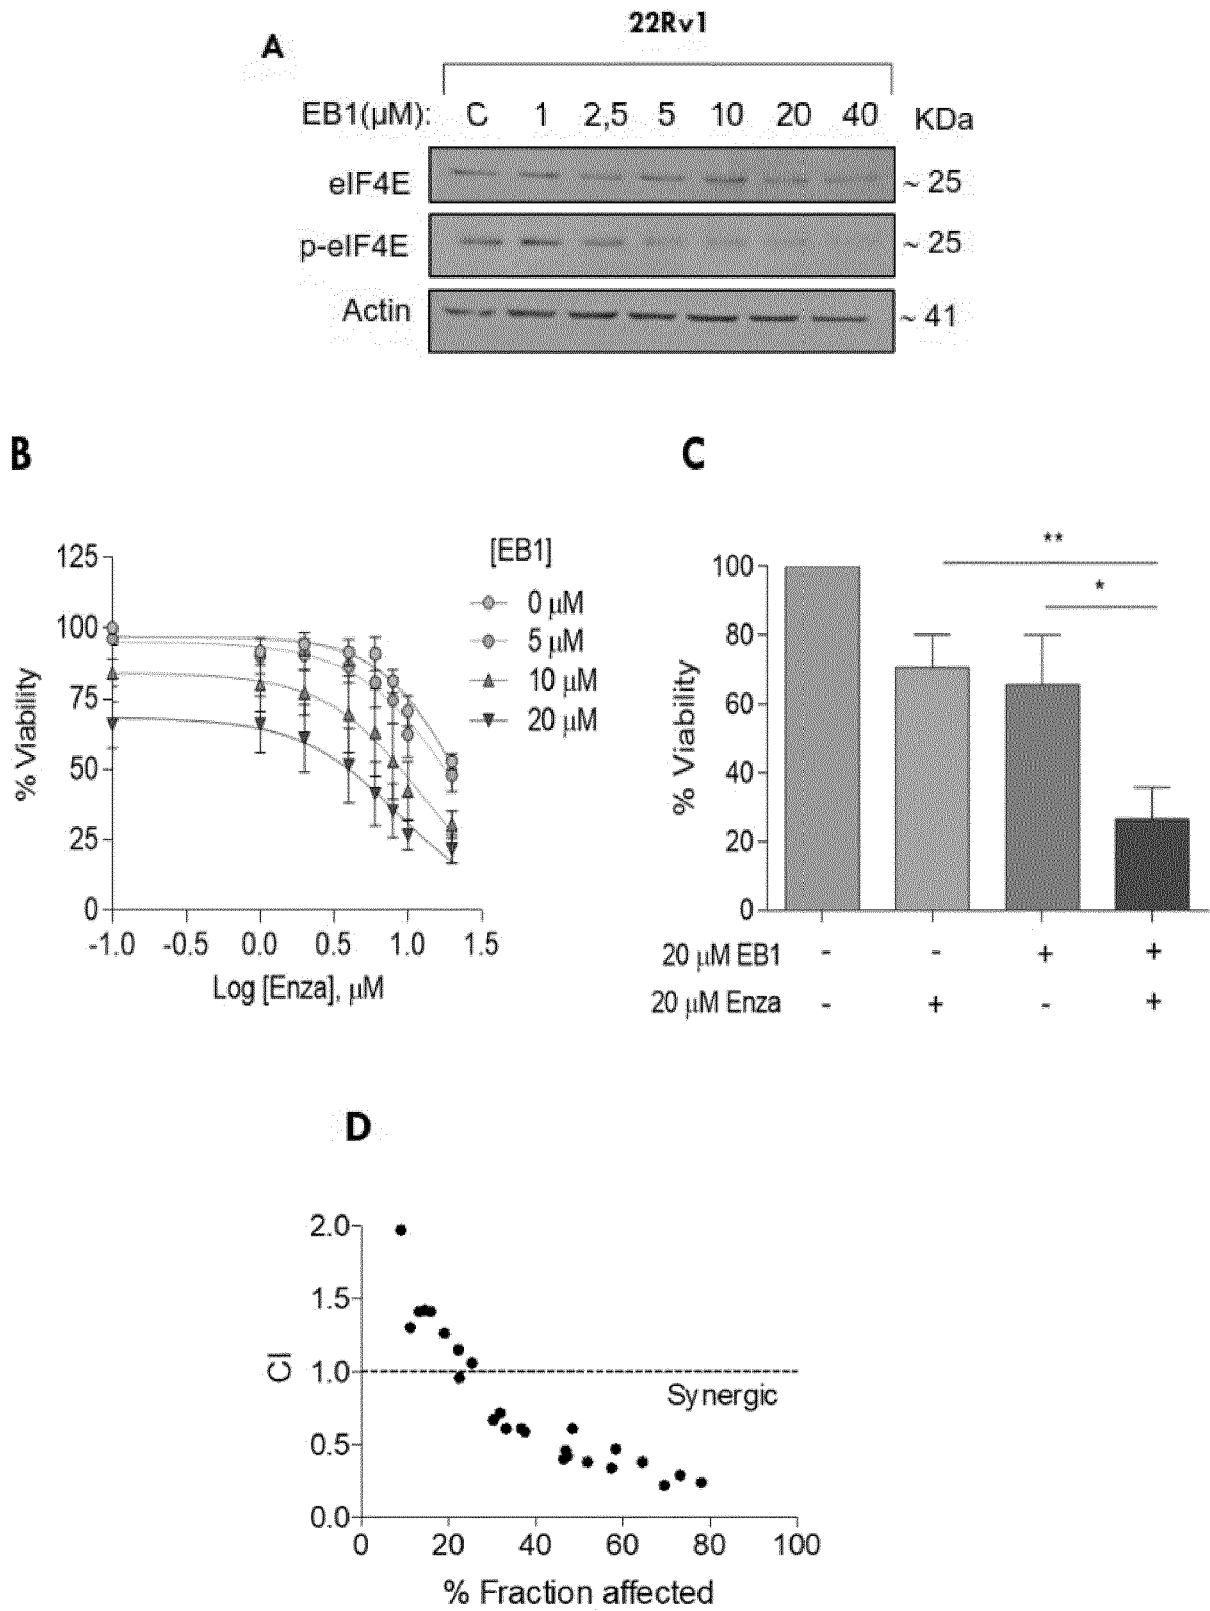 A
22Rv1
EB1(μM): C 1 2,5 5 10 20 40 KDa
eIF4E ~ 25
p-eIF4E ~ 25
Actin ~ 41
B
% Viability
125
100
75
50
25
0
-1.0 -0.5 0.0 0.5 1.0 1.5
Log [Enza], μM
[EB1]
0 μM
5 μM
10 μM
20 μM
C
% Viability
100
80
60
40
20
0
**
*
20 μM EB1 - - + +
20 μM Enza - + - +
D
CI
2.0
1.5
1.0
0.5
0.0
Synergic
0 20 40 60 80 100
% Fraction affected